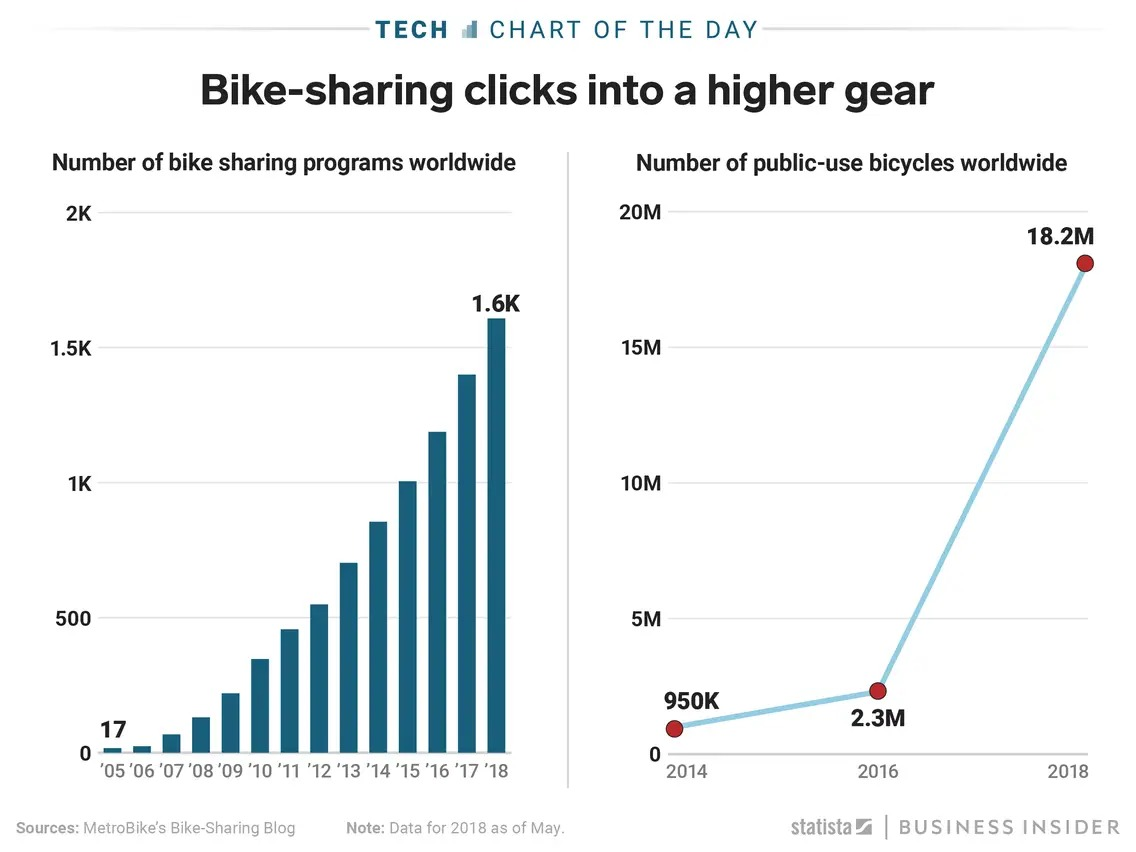 TECH CHART OF THE DAY
Bike-sharing clicks into a higher gear
Number of bike sharing programs worldwide
2K
1.5K
1K
500
0
1.6K
17
’05 ’06 ’07 ’08 ’09 ’10 ’11 ’12 ’13 ’14 ’15 ’16 ’17 ’18
Number of public-use bicycles worldwide
20M
15M
10M
5M
0
18.2M
950K
2.3M
2014 2016 2018
Sources: MetroBike’s Bike-Sharing Blog Note: Data for 2018 as of May.
statista | BUSINESS INSIDER